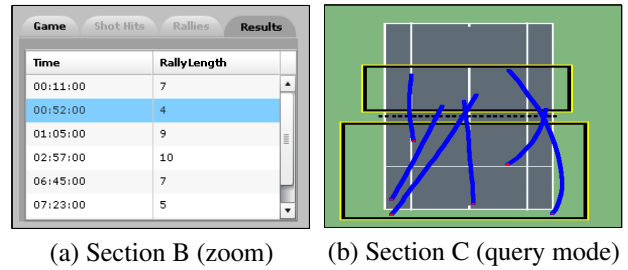 Game Shot Hits Rallies Results
Time RallyLength
00:11:00 7
00:52:00 4
01:05:00 9
02:57:00 10
06:45:00 7
07:23:00 5
(a) Section B (zoom) (b) Section C (query mode)